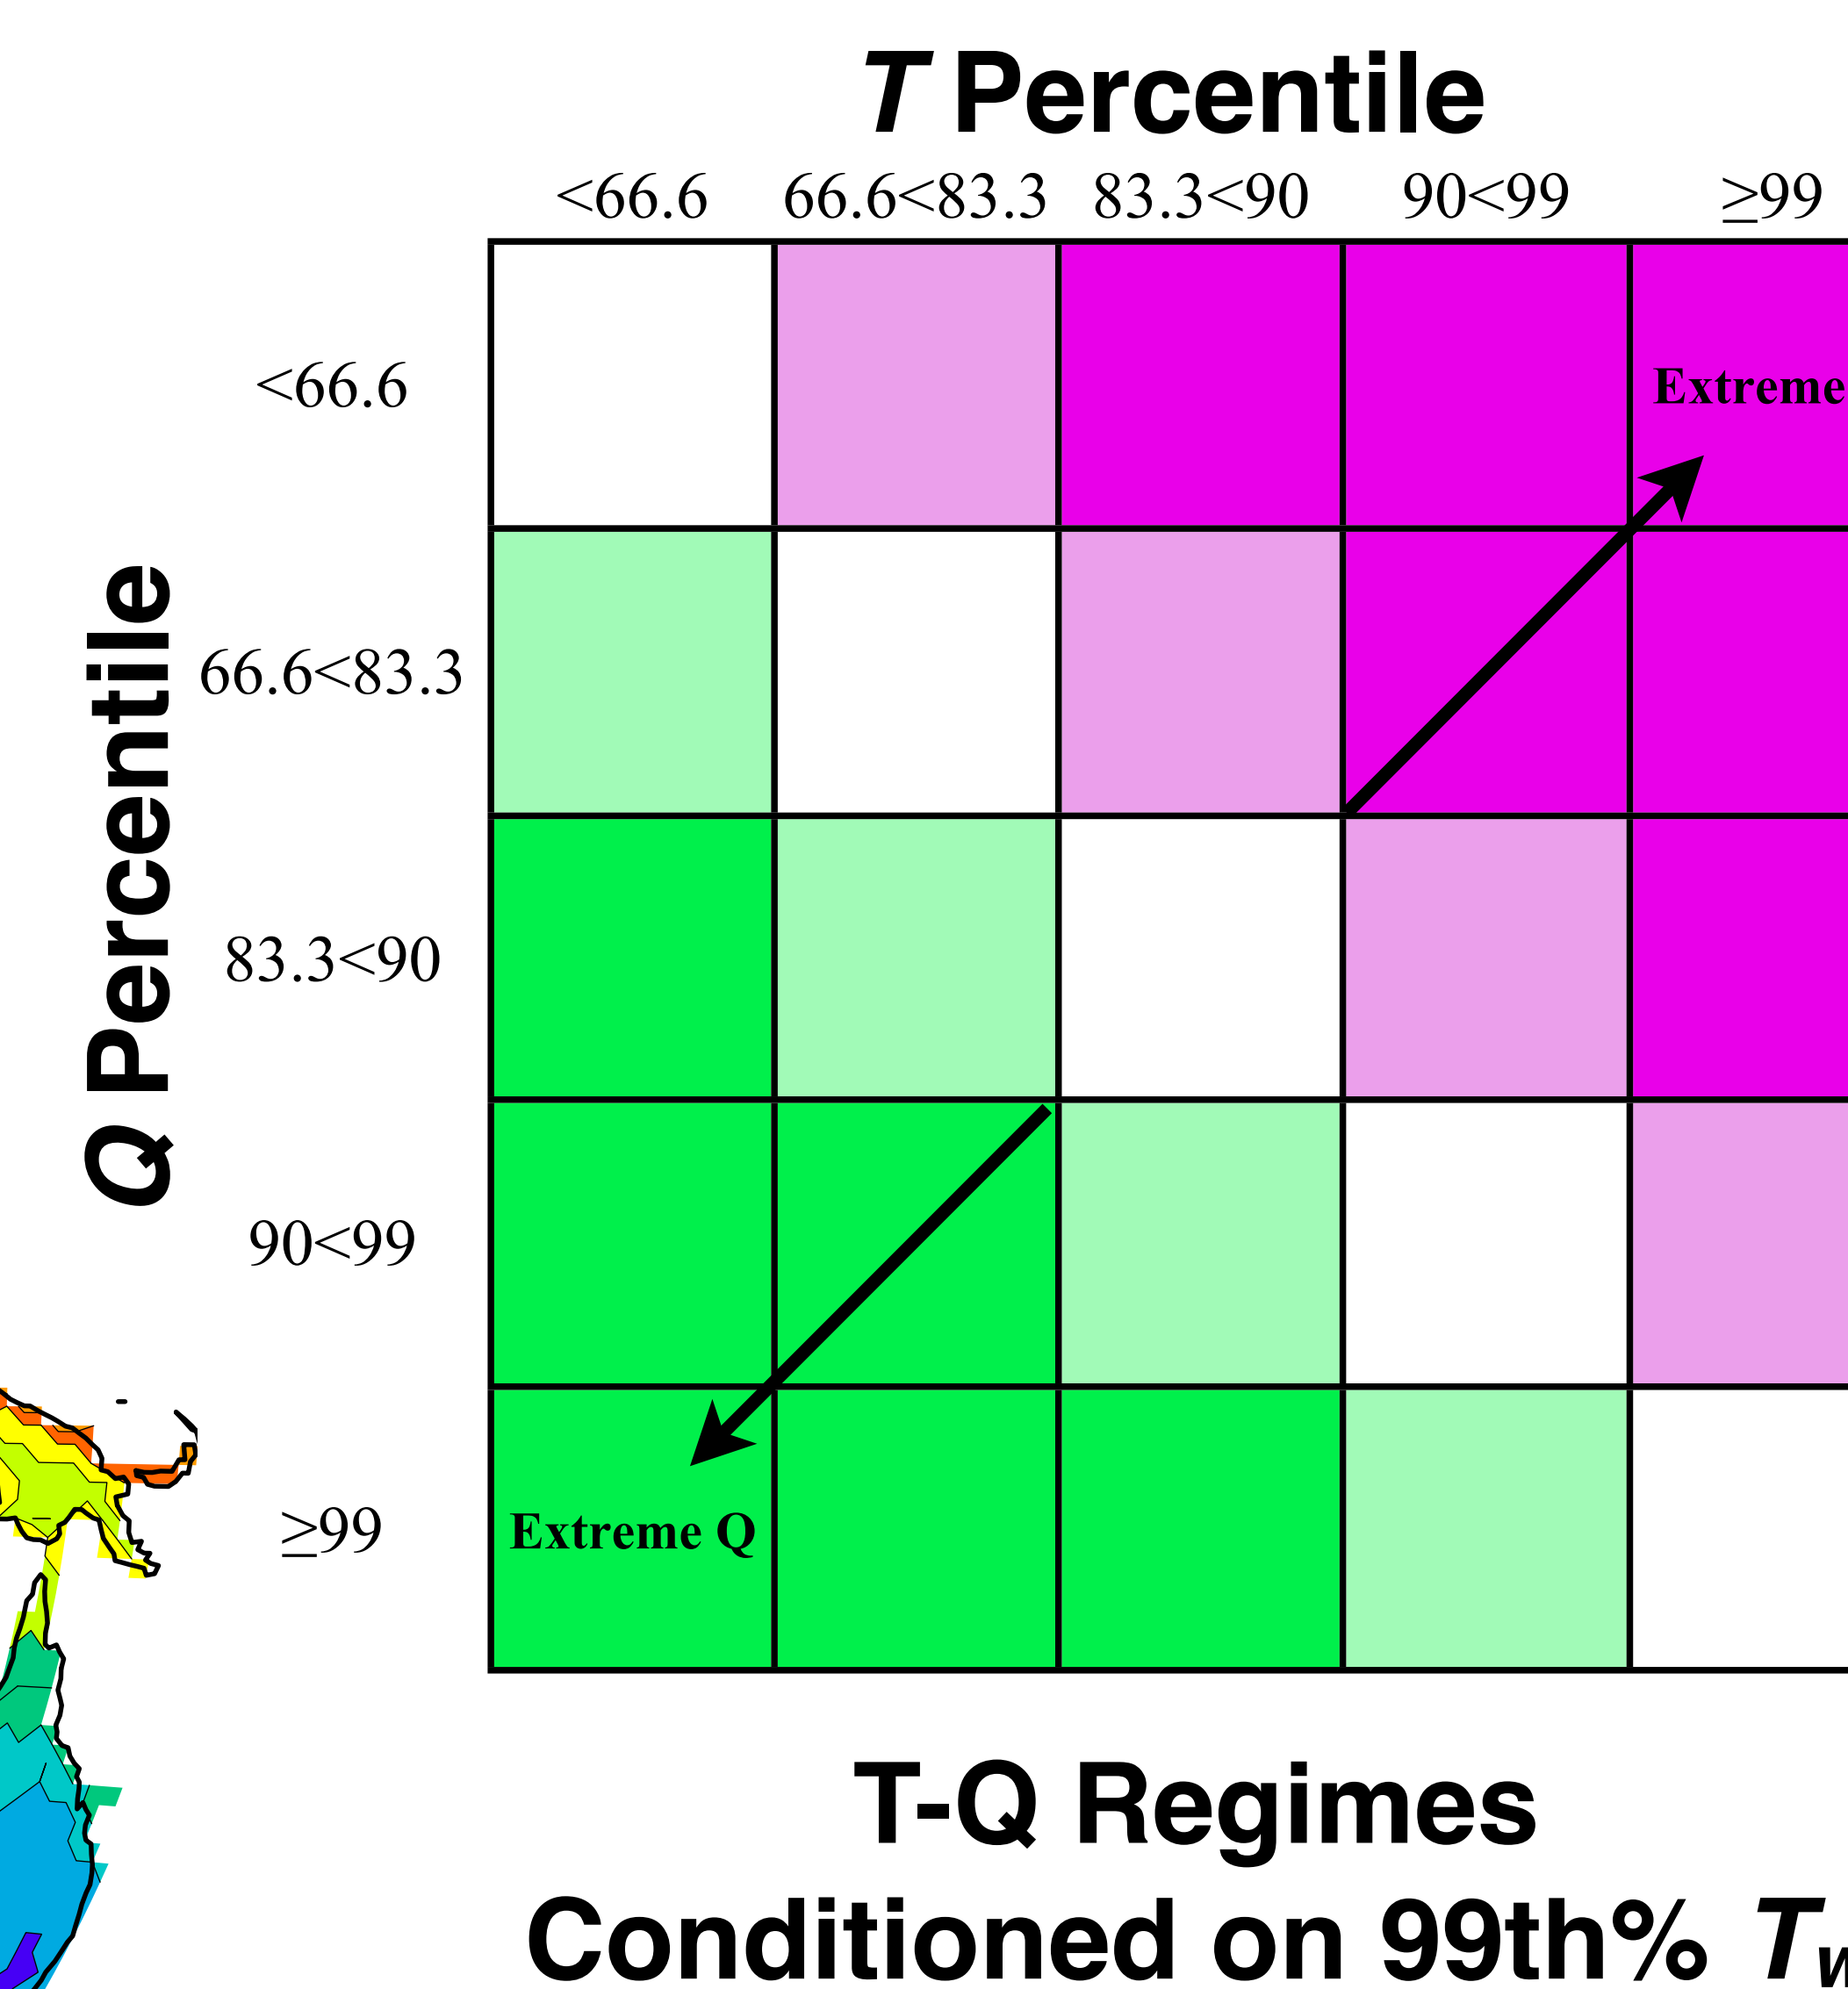 T Percentile
<66.6 66.6<83.3 83.3<90 90<99 ≥99
Q Percentile
<66.6
Extreme
66.6<83.3
83.3<90
90<99
≥99
Extreme Q
T-Q Regimes
Conditioned on 99th% T